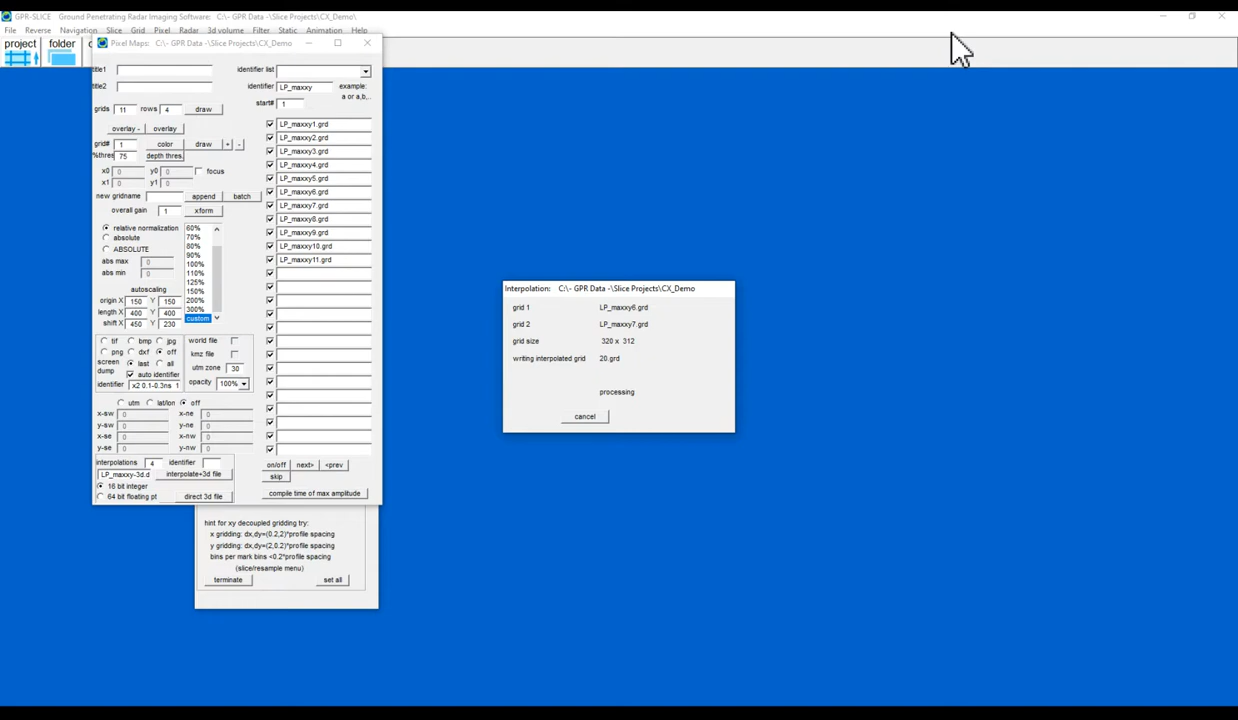 GPR-SLICE Ground Penetrating Radar Imaging Software: C:\- GPR Data -\Slice Projects\CX_Demo\
File Reverse Navigation Slice Grid Pixel Radar 3d volume Filter Static Animation Help
project folder
Pixel Maps: C:\- GPR Data -\Slice Projects\CX_Demo
title1 identifier list
title2 identifier LP_maxxy example: a or a,b,..
grids 11 rows 4 draw start# 1
overlay - overlay
LP_maxxy1.grd
LP_maxxy2.grd
LP_maxxy3.grd
LP_maxxy4.grd
LP_maxxy5.grd
LP_maxxy6.grd
LP_maxxy7.grd
LP_maxxy8.grd
LP_maxxy9.grd
LP_maxxy10.grd
LP_maxxy11.grd
grid# 1 color draw + -
%thres 75 depth thres.
x0 0 y0 0 focus
x1 0 y1 0
new gridname append batch
overall gain 1 xform
relative normalization
absolute
ABSOLUTE
abs max 0
abs min 0
60%
70%
80%
90%
100%
110%
125%
150%
200%
300%
custom
autoscaling
origin X 150 Y 150
length X 400 Y 400
shift X 450 Y 230
tif bmp jpg
png dxf off
screen dump last all
auto identifier
identifier x2 0.1-0.3ns 1
world file
kmz file
utm zone 30
opacity 100%
utm lat/lon off
x-sw 0 x-ne 0
y-sw 0 y-ne 0
x-se 0 x-nw 0
y-se 0 y-nw 0
interpolations 4 identifier
LP_maxxy-3d.d interpolate+3d file
16 bit integer
64 bit floating pt direct 3d file
on/off next> <prev
skip
compile time of max amplitude
hint for xy decoupled gridding try:
x gridding: dx,dy=(0.2,2)*profile spacing
y gridding: dx,dy=(2,0.2)*profile spacing
bins per mark bins <0.2*profile spacing
(slice/resample menu)
terminate set all
Interpolation: C:\- GPR Data -\Slice Projects\CX_Demo
grid 1 LP_maxxy6.grd
grid 2 LP_maxxy7.grd
grid size 320 x 312
writing interpolated grid 20.grd
processing
cancel